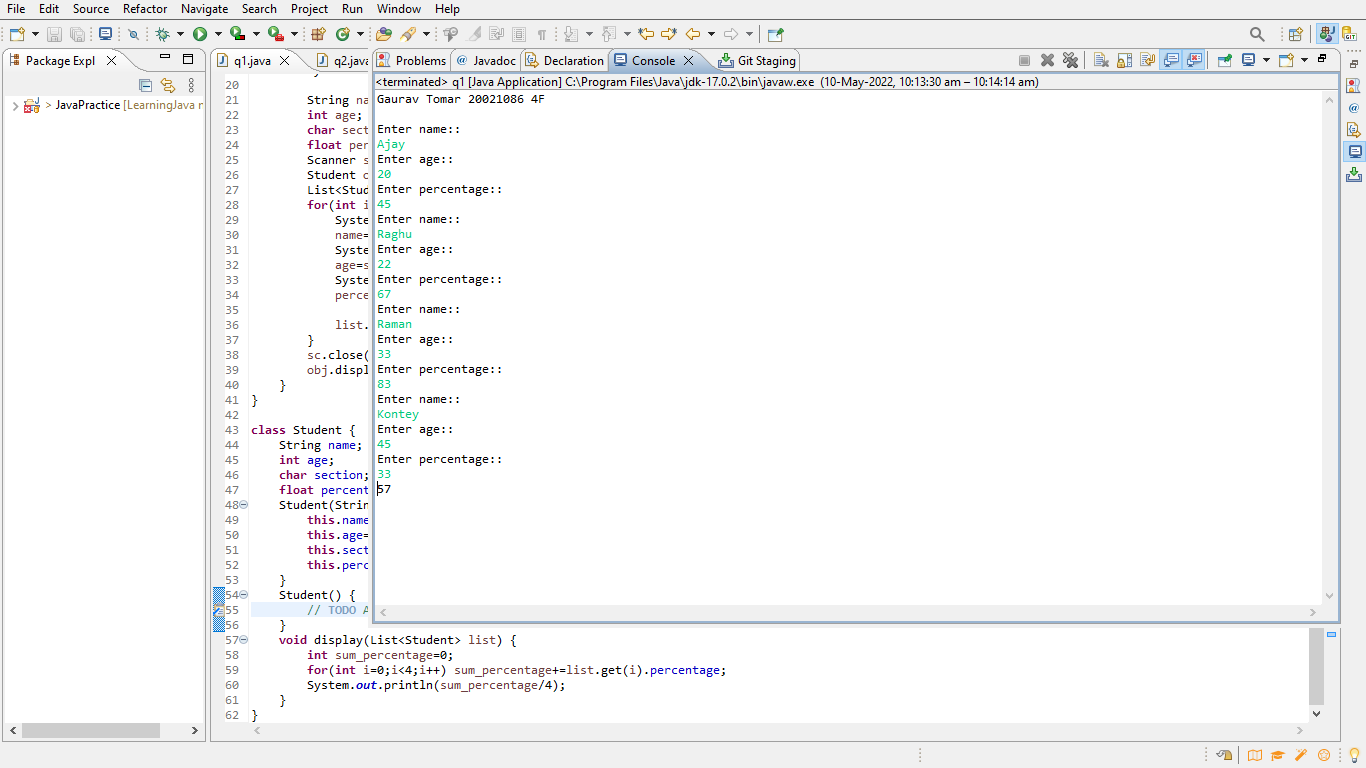 File Edit Source Refactor Navigate Search Project Run Window Help
Package Expl
> JavaPractice [LearningJava
q1.java
q2.java
20
21 String
22 int age;
23 char sect
24 float per
25 Scanner s
26 Student
27 List<Stud
28 for(int i
29 Syste
30 name=
31 Syste
32 age=s
33 Syste
34 perce
35
36 list.
37 }
38 sc.close(
39 obj.displ
40 }
41 }
42
43 class Student {
44 String name;
45 int age;
46 char section;
47 float percent
48 Student(Strin
49 this.name
50 this.age=
51 this.sect
52 this.perc
53 }
54 Student() {
55 // TODO A
56 }
57 void display(List<Student> list) {
58 int sum_percentage=0;
59 for(int i=0;i<4;i++) sum_percentage+=list.get(i).percentage;
60 System.out.println(sum_percentage/4);
61 }
62 }
Problems @ Javadoc Declaration Console Git Staging
<terminated> q1 [Java Application] C:\Program Files\Java\jdk-17.0.2\bin\javaw.exe (10-May-2022, 10:13:30 am – 10:14:14 am)
Gaurav Tomar 20021086 4F
Enter name::
Ajay
Enter age::
20
Enter percentage::
45
Enter name::
Raghu
Enter age::
22
Enter percentage::
67
Enter name::
Raman
Enter age::
33
Enter percentage::
83
Enter name::
Kontey
Enter age::
45
Enter percentage::
33
57